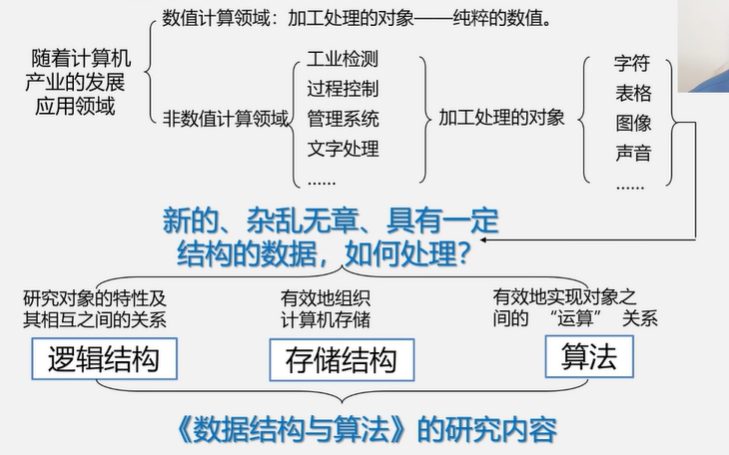 数值计算领域：加工处理的对象——纯粹的数值。
随着计算机
产业的发展
应用领域
非数值计算领域
工业检测
过程控制
管理系统
文字处理
......
加工处理的对象
字符
表格
图像
声音
......
新的、杂乱无章、具有一定
结构的数据，如何处理？
研究对象的特性及
其相互之间的关系
逻辑结构
有效地组织
计算机存储
存储结构
有效地实现对象之
间的 “运算” 关系
算法
《数据结构与算法》的研究内容